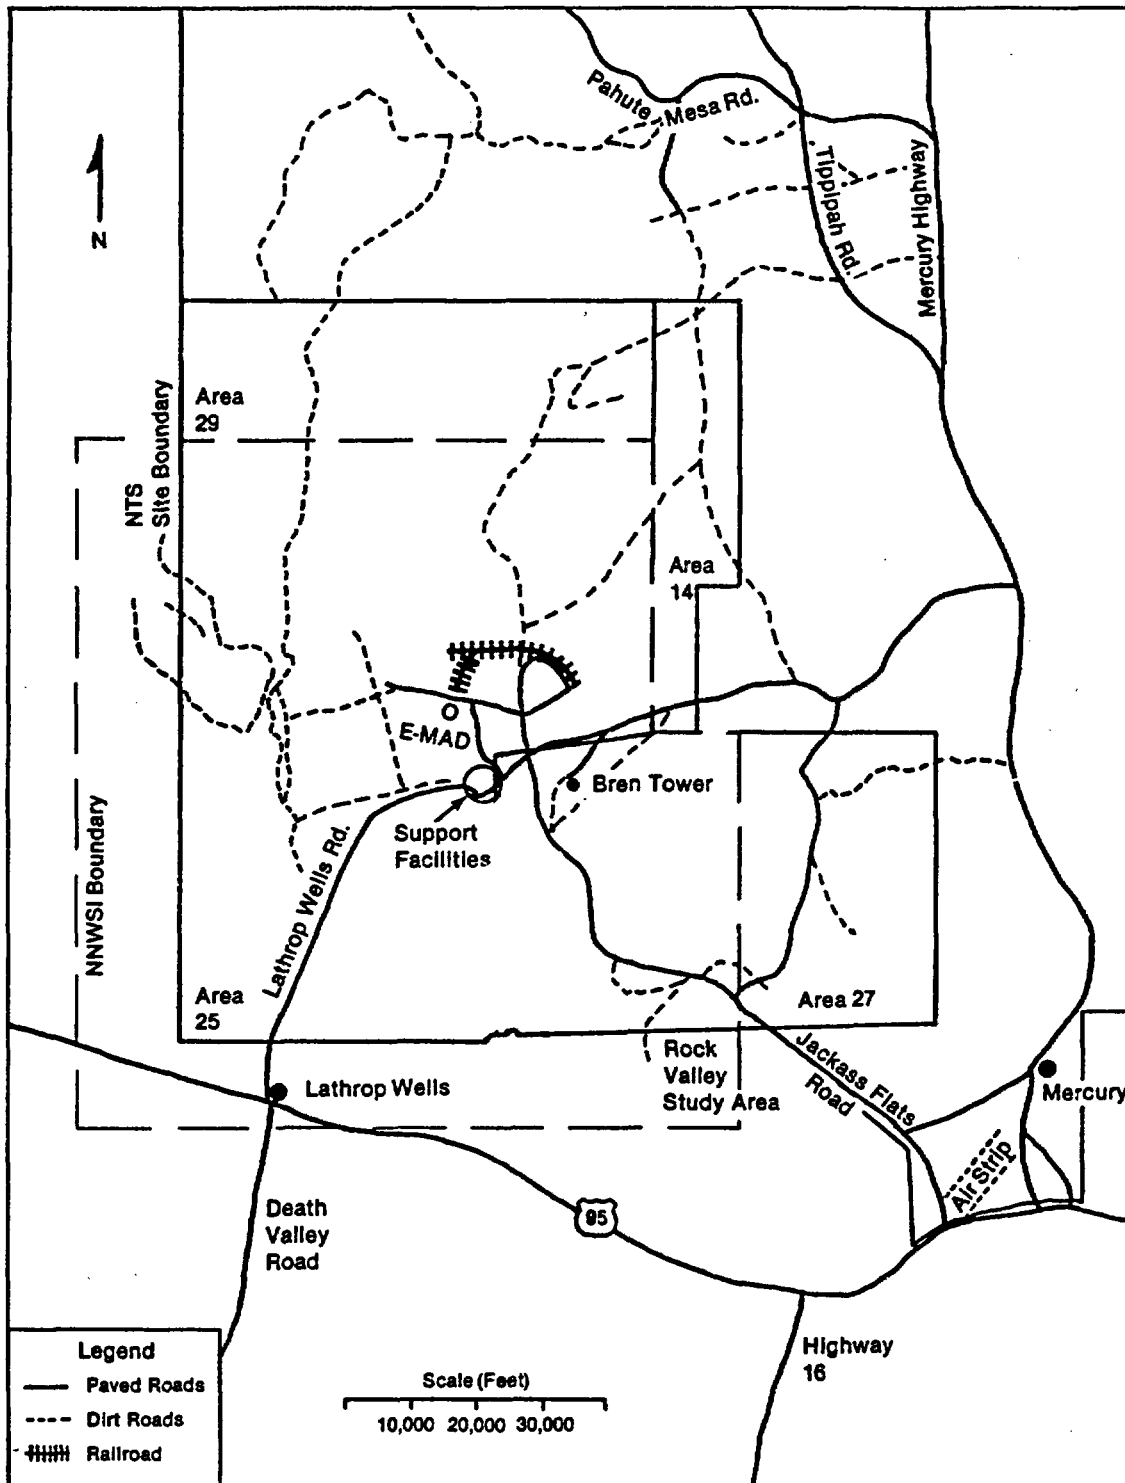 Pahute Mesa Rd.
Tippipah Rd.
Mercury Highway
N
Area
29
NTS
Site Boundary
Area
14
E-MAD
Bren Tower
Support
Facilities
NNWSI Boundary
Lathrop Wells Rd.
Area
25
Area 27
Rock
Valley
Study Area
Jackass Flats
Road
Lathrop Wells
Mercury
Air Strip
95
Death
Valley
Road
Highway
16
Legend
Paved Roads
Dirt Roads
Railroad
Scale (Feet)
10,000 20,000 30,000